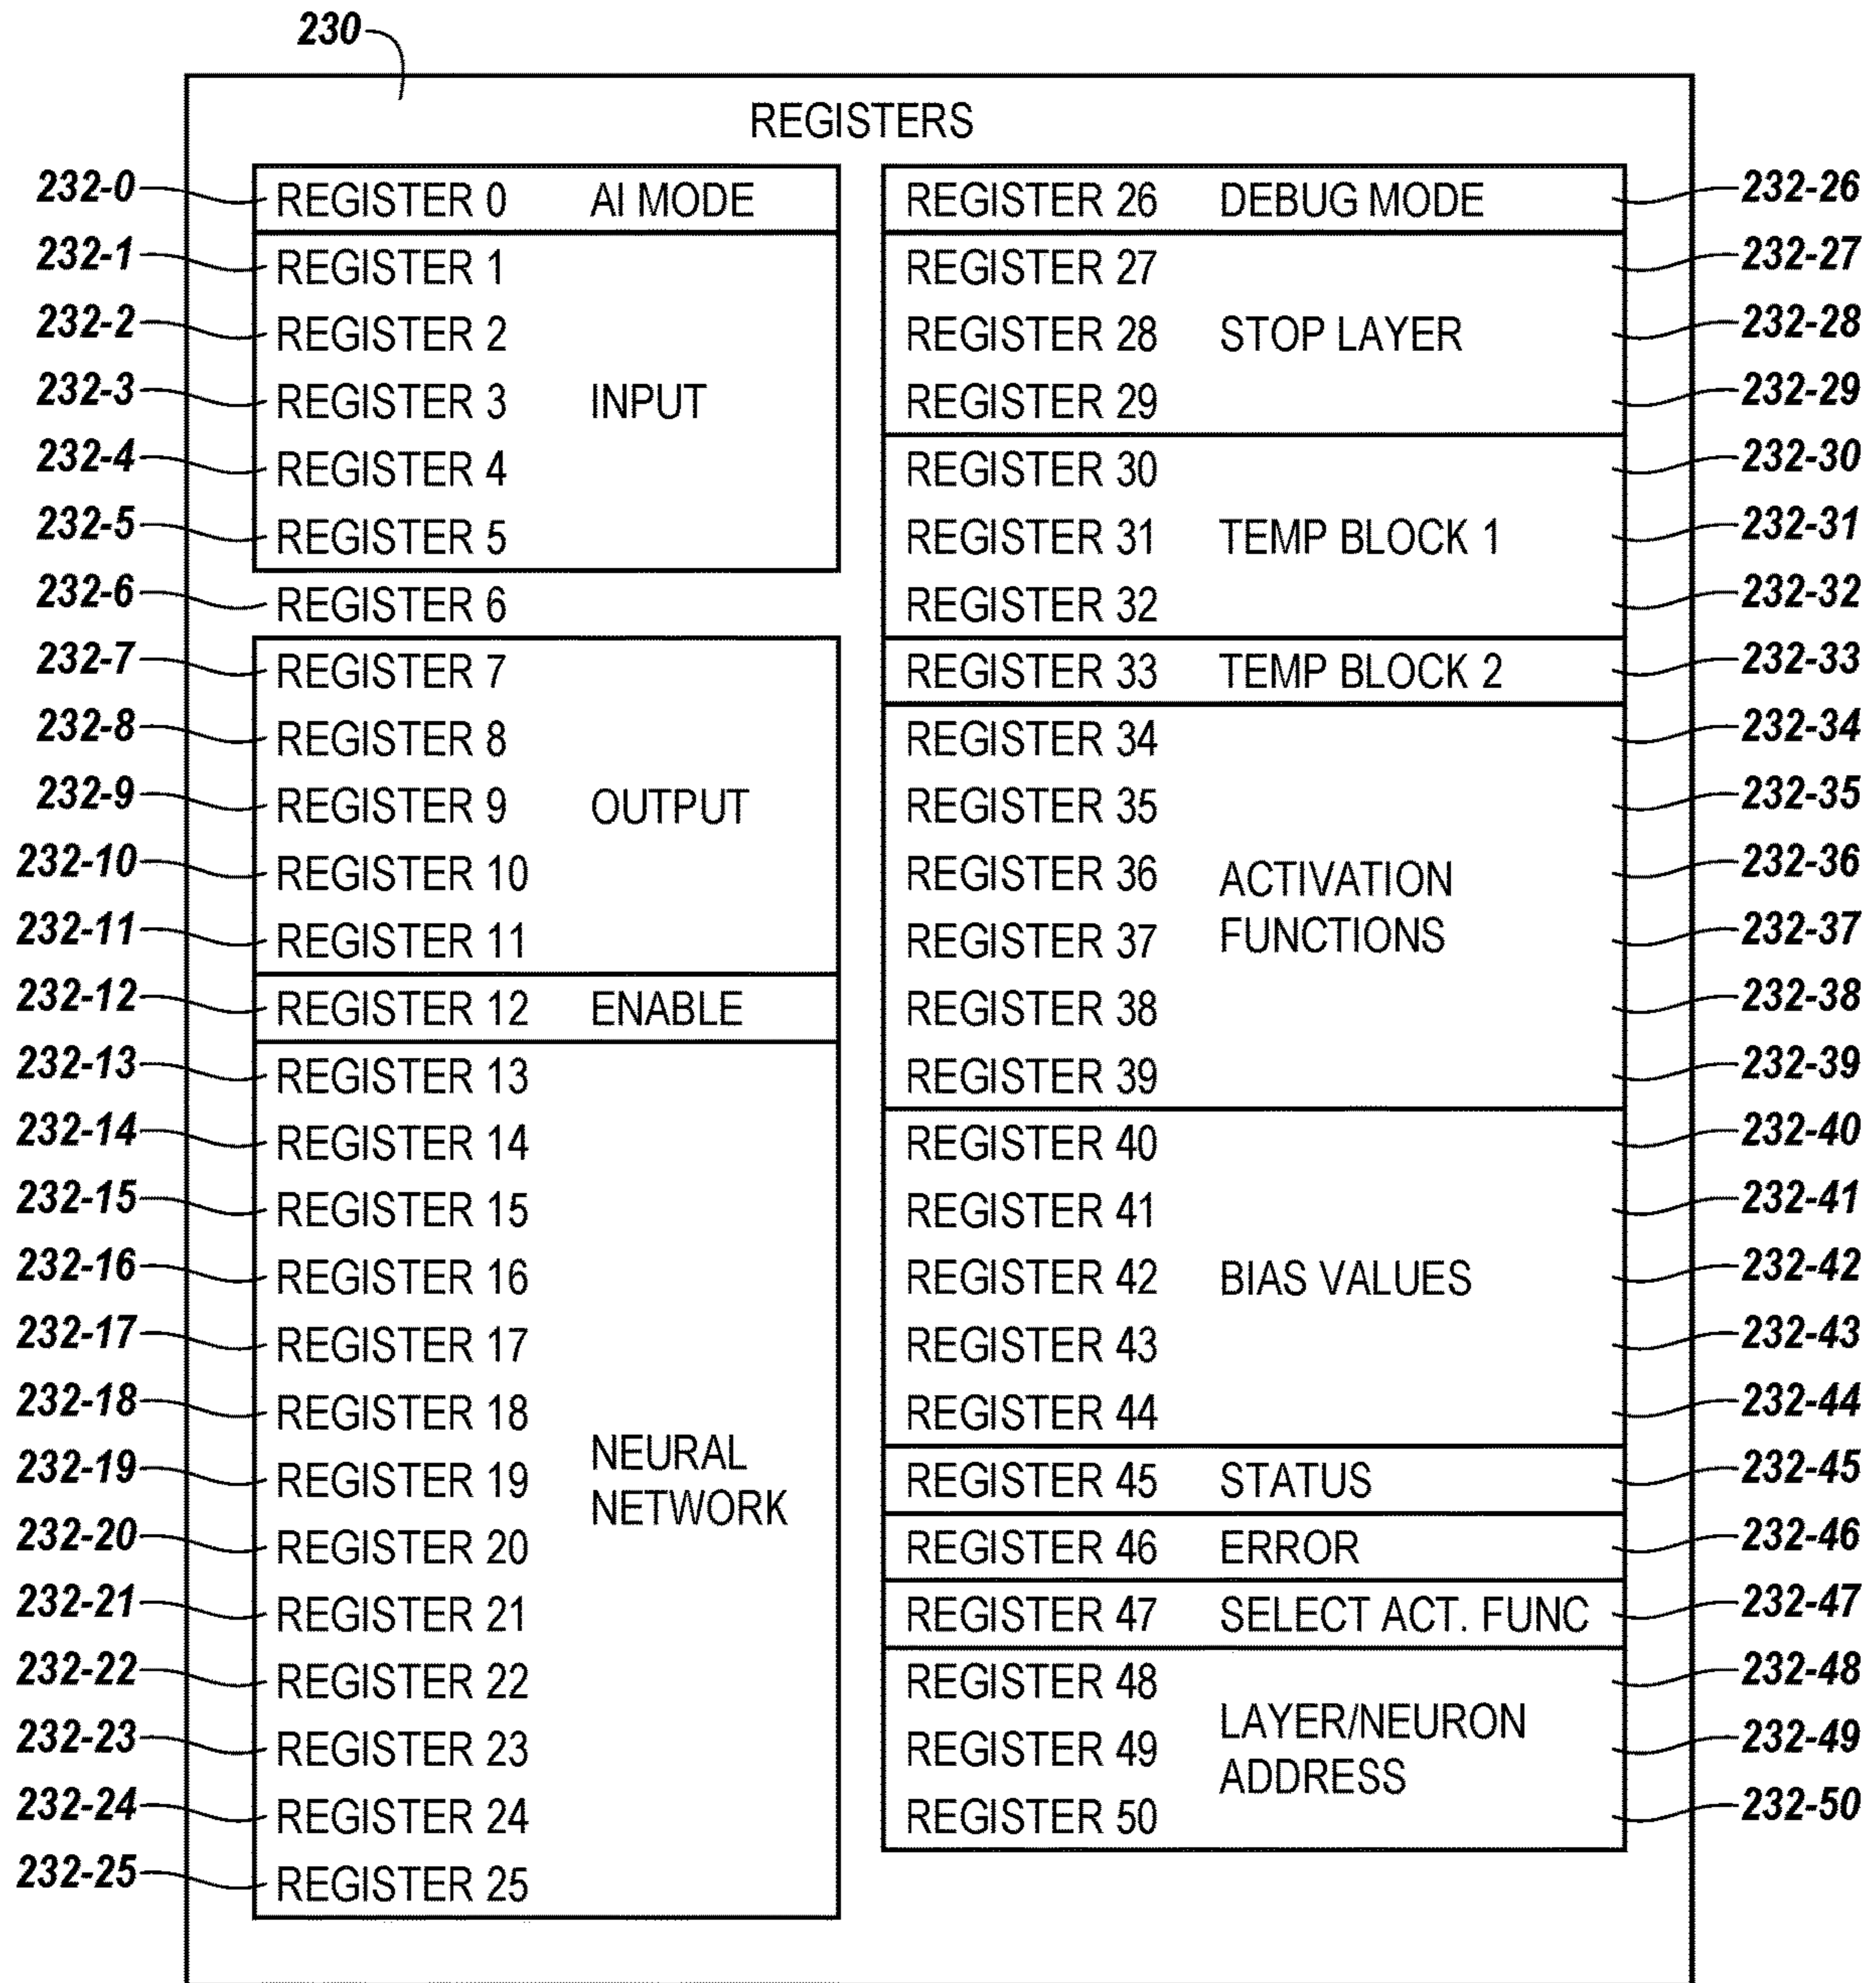 230
REGISTERS
232-0 REGISTER 0 AI MODE
232-1 REGISTER 1
232-2 REGISTER 2
232-3 REGISTER 3 INPUT
232-4 REGISTER 4
232-5 REGISTER 5
232-6 REGISTER 6
232-7 REGISTER 7
232-8 REGISTER 8
232-9 REGISTER 9 OUTPUT
232-10 REGISTER 10
232-11 REGISTER 11
232-12 REGISTER 12 ENABLE
232-13 REGISTER 13
232-14 REGISTER 14
232-15 REGISTER 15
232-16 REGISTER 16
232-17 REGISTER 17
232-18 REGISTER 18
NEURAL
232-19 REGISTER 19
NETWORK
232-20 REGISTER 20
232-21 REGISTER 21
232-22 REGISTER 22
232-23 REGISTER 23
232-24 REGISTER 24
232-25 REGISTER 25
REGISTER 26 DEBUG MODE 232-26
REGISTER 27 232-27
REGISTER 28 STOP LAYER 232-28
REGISTER 29 232-29
REGISTER 30 232-30
REGISTER 31 TEMP BLOCK 1 232-31
REGISTER 32 232-32
REGISTER 33 TEMP BLOCK 2 232-33
REGISTER 34 232-34
REGISTER 35 232-35
REGISTER 36 ACTIVATION 232-36
REGISTER 37 FUNCTIONS 232-37
REGISTER 38 232-38
REGISTER 39 232-39
REGISTER 40 232-40
REGISTER 41 232-41
REGISTER 42 BIAS VALUES 232-42
REGISTER 43 232-43
REGISTER 44 232-44
REGISTER 45 STATUS 232-45
REGISTER 46 ERROR 232-46
REGISTER 47 SELECT ACT. FUNC 232-47
REGISTER 48 232-48
LAYER/NEURON
REGISTER 49 232-49
ADDRESS
REGISTER 50 232-50